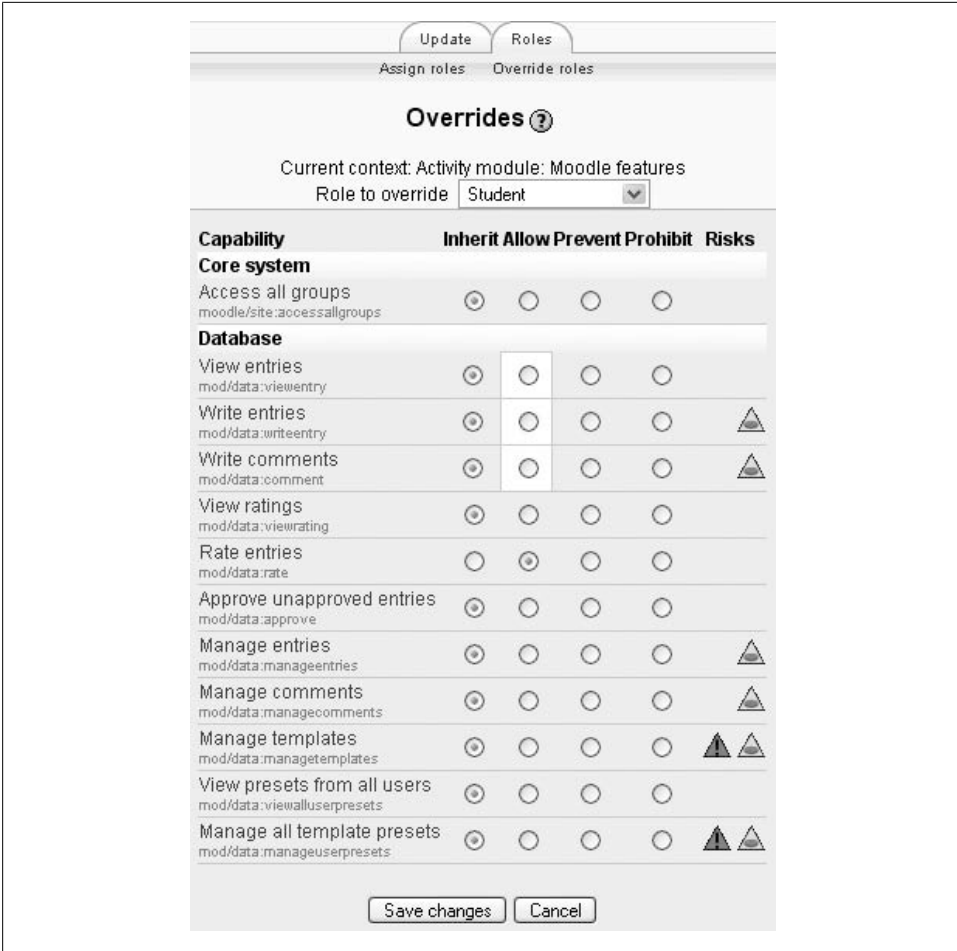 Update Roles
Assign roles Override roles
Overrides ?
Current context: Activity module: Moodle features
Role to override Student
Capability Inherit Allow Prevent Prohibit Risks
Core system
Access all groups
moodle/site:accessallgroups
Database
View entries
mod/data:viewentry
Write entries
mod/data:writeentry
Write comments
mod/data:comment
View ratings
mod/data:viewrating
Rate entries
mod/data:rate
Approve unapproved entries
mod/data:approve
Manage entries
mod/data:manageentries
Manage comments
mod/data:managecomments
Manage templates
mod/data:managetemplates
View presets from all users
mod/data:viewalluserpresets
Manage all template presets
mod/data:manageuserpresets
Save changes Cancel